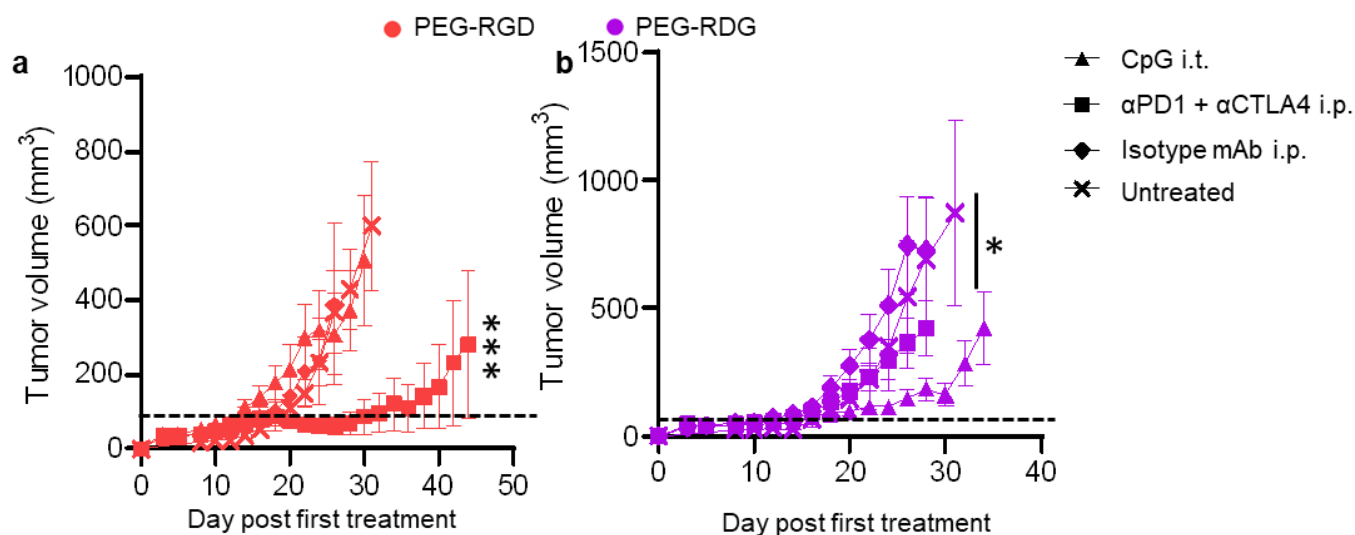 PEG-RGD
PEG-RDG
a
Tumor volume (mm³)
1000
800
600
400
200
0
0
10
20
30
40
50
Day post first treatment
***
b
Tumor volume (mm³)
1500
1000
500
0
0
10
20
30
40
Day post first treatment
*
CpG i.t.
αPD1 + αCTLA4 i.p.
Isotype mAb i.p.
Untreated